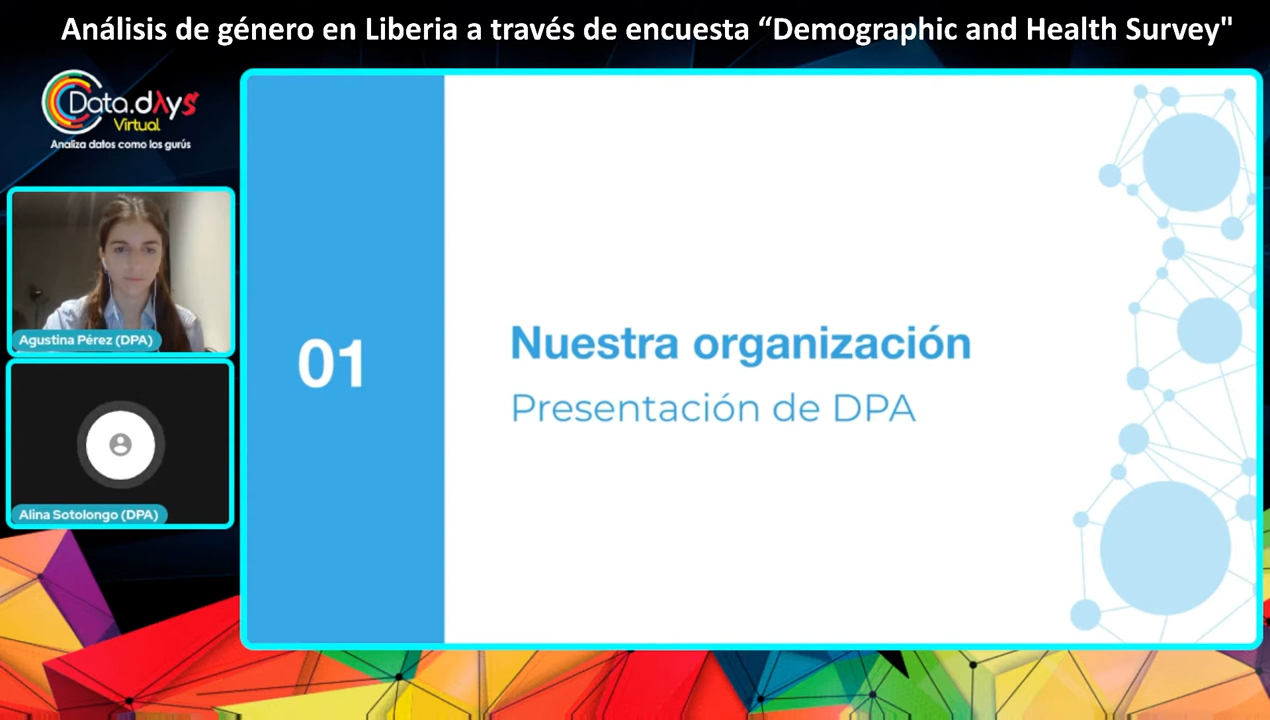 Análisis de género en Liberia a través de encuesta “Demographic and Health Survey"
Data.dAys
Virtual
Analiza datos como los gurús
Agustina Pérez (DPA)
Alina Sotolongo (DPA)
01
Nuestra organización
Presentación de DPA